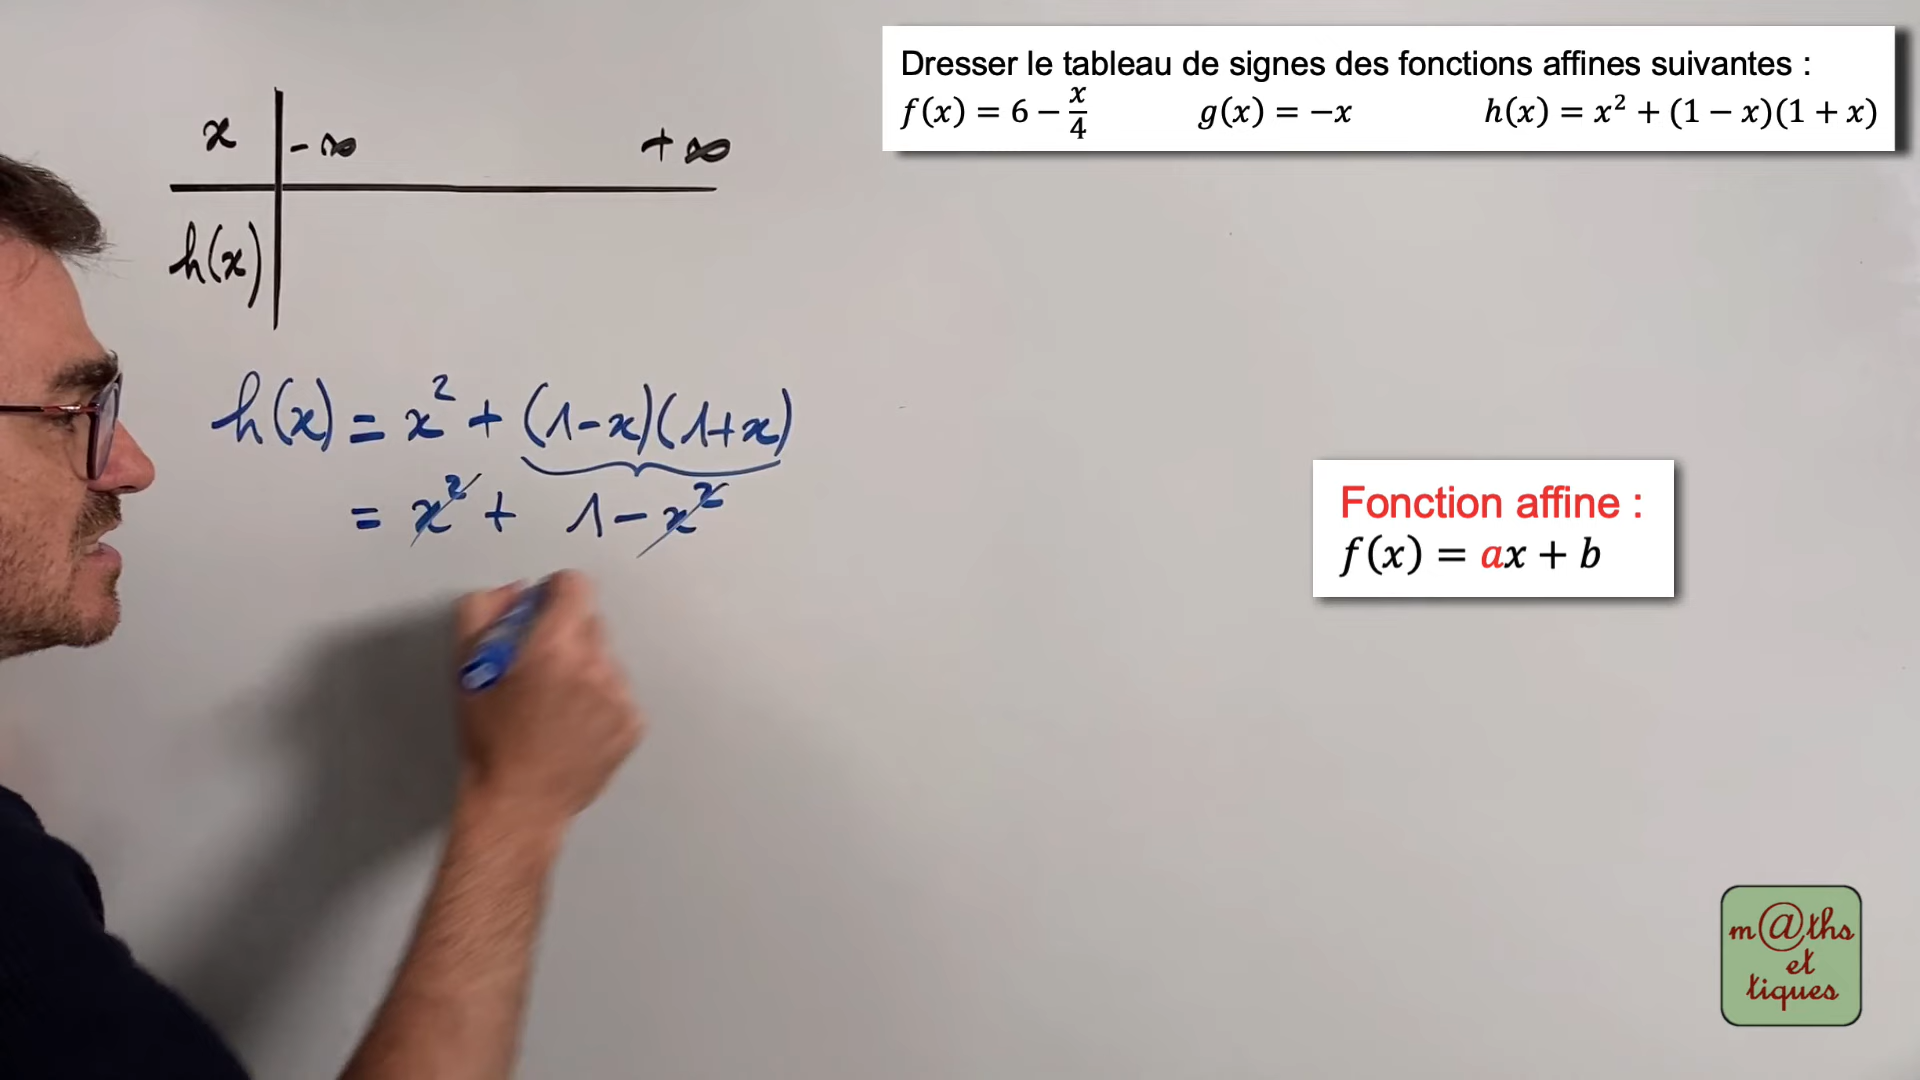 Dresser le tableau de signes des fonctions affines suivantes :
f(x) = 6 − x/4 g(x) = −x h(x) = x² + (1 − x)(1 + x)
x −∞ +∞
h(x)
h(x) = x² + (1−x)(1+x)
= x² + 1−x²
Fonction affine :
f(x) = ax + b
m@ths
et
tiques